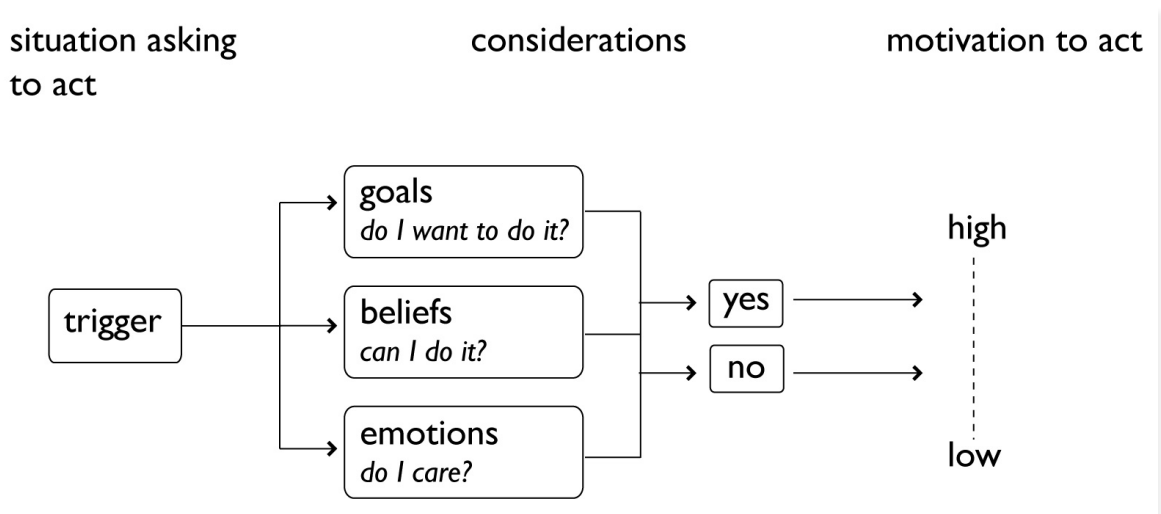 situation asking
to act
considerations
motivation to act
trigger
goals
do I want to do it?
beliefs
can I do it?
emotions
do I care?
yes
no
high
low